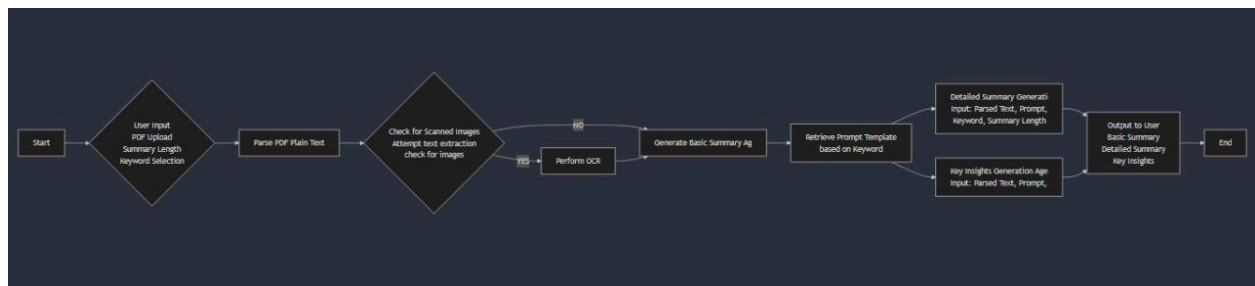 Start
User Input
PDF Upload
Summary Length
Keyword Selection
Parse PDF Plain Text
Check for Scanned Images
Attempt text extraction
check for images
NO
YES
Perform OCR
Generate Basic Summary Ag
Retrieve Prompt Template
based on Keyword
Detailed Summary Generati
Input: Parsed Text, Prompt,
Keyword, Summary Length
Key Insights Generation Age
Input: Parsed Text, Prompt,
Output to User
Basic Summary
Detailed Summary
Key Insights
End